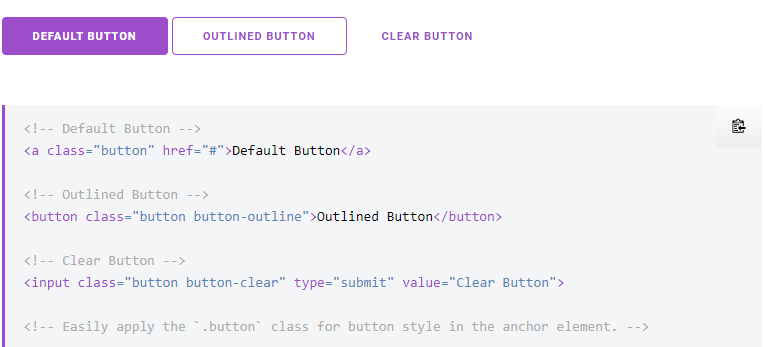 DEFAULT BUTTON OUTLINED BUTTON CLEAR BUTTON
<!-- Default Button -->
<a class="button" href="#">Default Button</a>
<!-- Outlined Button -->
<button class="button button-outline">Outlined Button</button>
<!-- Clear Button -->
<input class="button button-clear" type="submit" value="Clear Button">
<!-- Easily apply the `.button` class for button style in the anchor element. -->